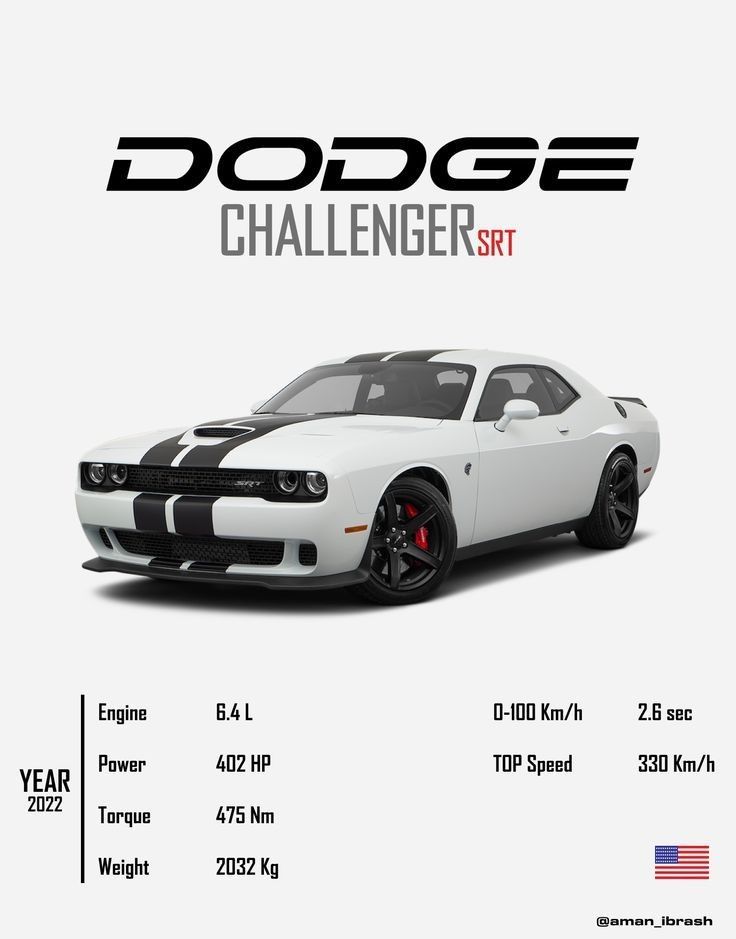 DODGE
CHALLENGER SRT
SRT
YEAR
2022
Engine 6.4 L
Power 402 HP
Torque 475 Nm
Weight 2032 Kg
0-100 Km/h 2.6 sec
TOP Speed 330 Km/h
@aman_ibrash